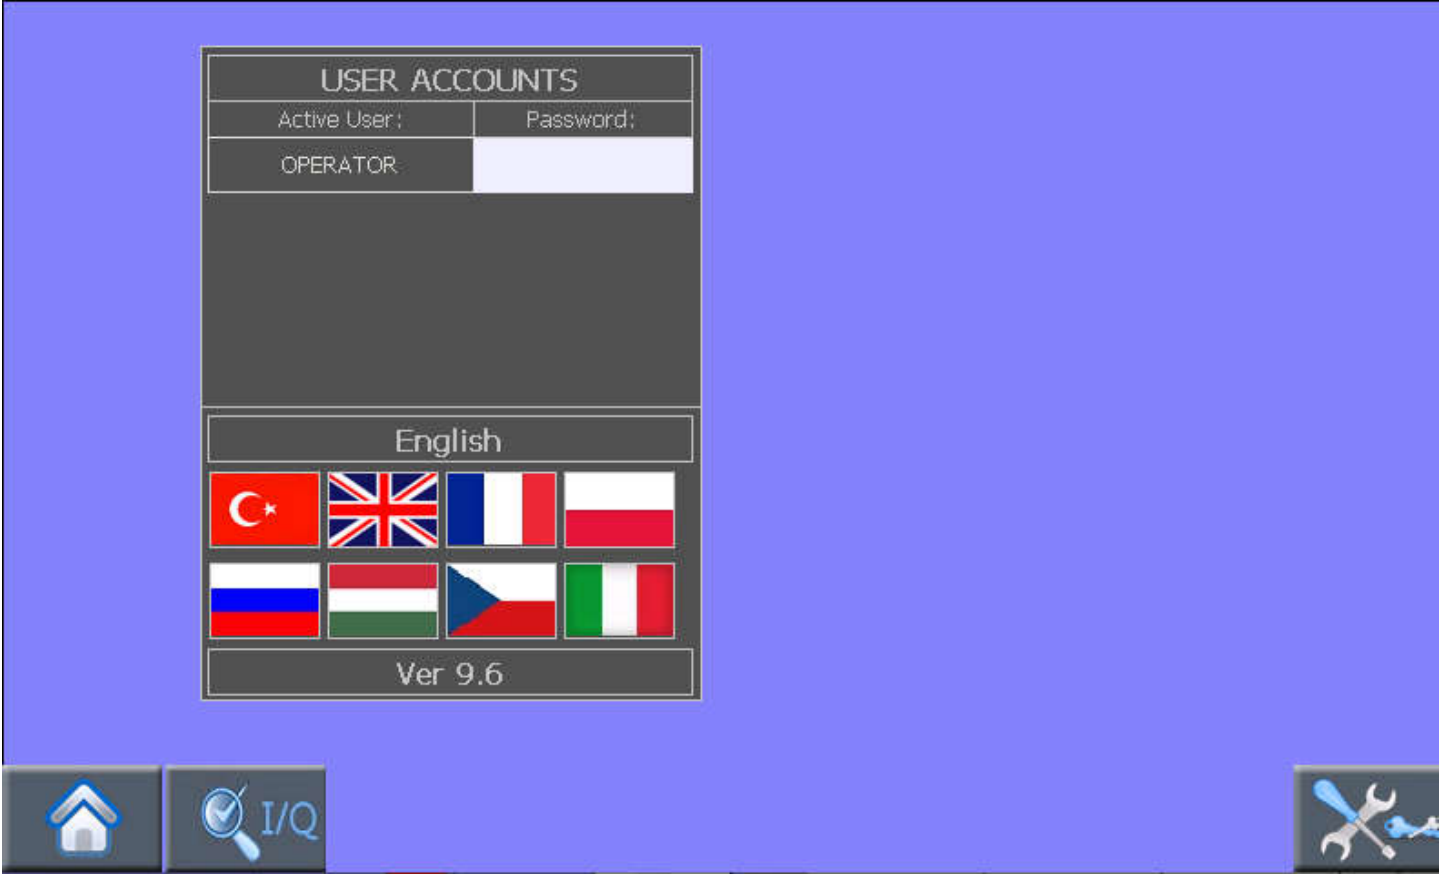 USER ACCOUNTS
Active User: Password:
OPERATOR
English
Ver 9.6
I/Q